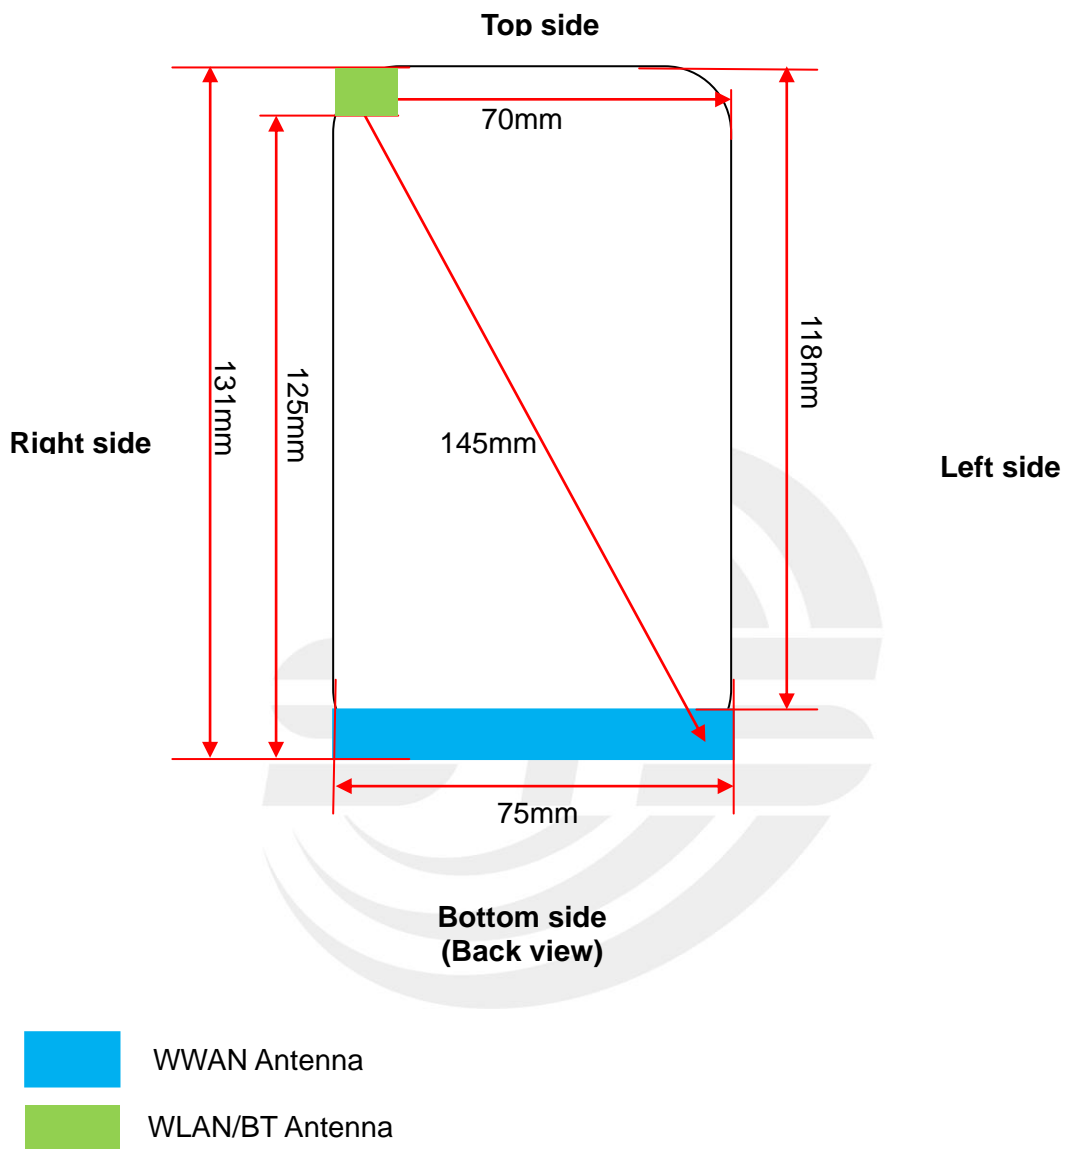 Top side
70mm
118mm
131mm
125mm
Right side
145mm
Left side
75mm
Bottom side
(Back view)
WWAN Antenna
WLAN/BT Antenna